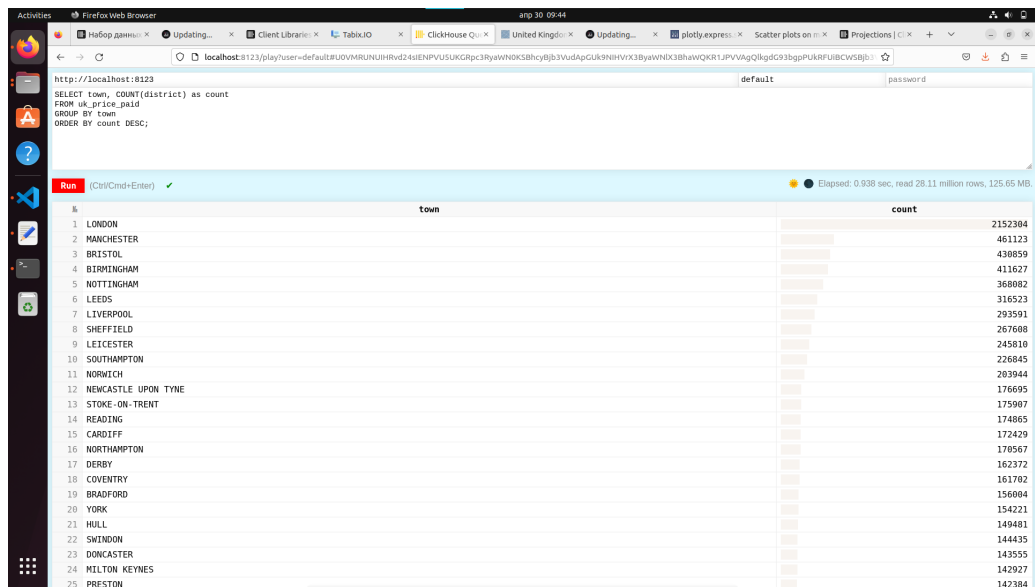 Activities
Firefox Web Browser
апр 30 09:44
Набор данных
Updating...
Client Libraries
Tabix.IO
ClickHouse Que
United Kingdom
Updating...
plotly.express.
Scatter plots on m
Projections | Cl
localhost:8123/play?user=default#
http://localhost:8123
default
password
SELECT town, COUNT(district) as count
FROM uk_price_paid
GROUP BY town
ORDER BY count DESC;
Run (Ctrl/Cmd+Enter) ✔
Elapsed: 0.938 sec, read 28.11 million rows, 125.65 MB.
№ town count
1 LONDON 2152304
2 MANCHESTER 461123
3 BRISTOL 430859
4 BIRMINGHAM 411627
5 NOTTINGHAM 368082
6 LEEDS 316523
7 LIVERPOOL 293591
8 SHEFFIELD 267608
9 LEICESTER 245810
10 SOUTHAMPTON 226845
11 NORWICH 203944
12 NEWCASTLE UPON TYNE 176695
13 STOKE-ON-TRENT 175907
14 READING 174865
15 CARDIFF 172429
16 NORTHAMPTON 170567
17 DERBY 162372
18 COVENTRY 161702
19 BRADFORD 156004
20 YORK 154221
21 HULL 149481
22 SWINDON 144435
23 DONCASTER 143555
24 MILTON KEYNES 142927
25 PRESTON 142384